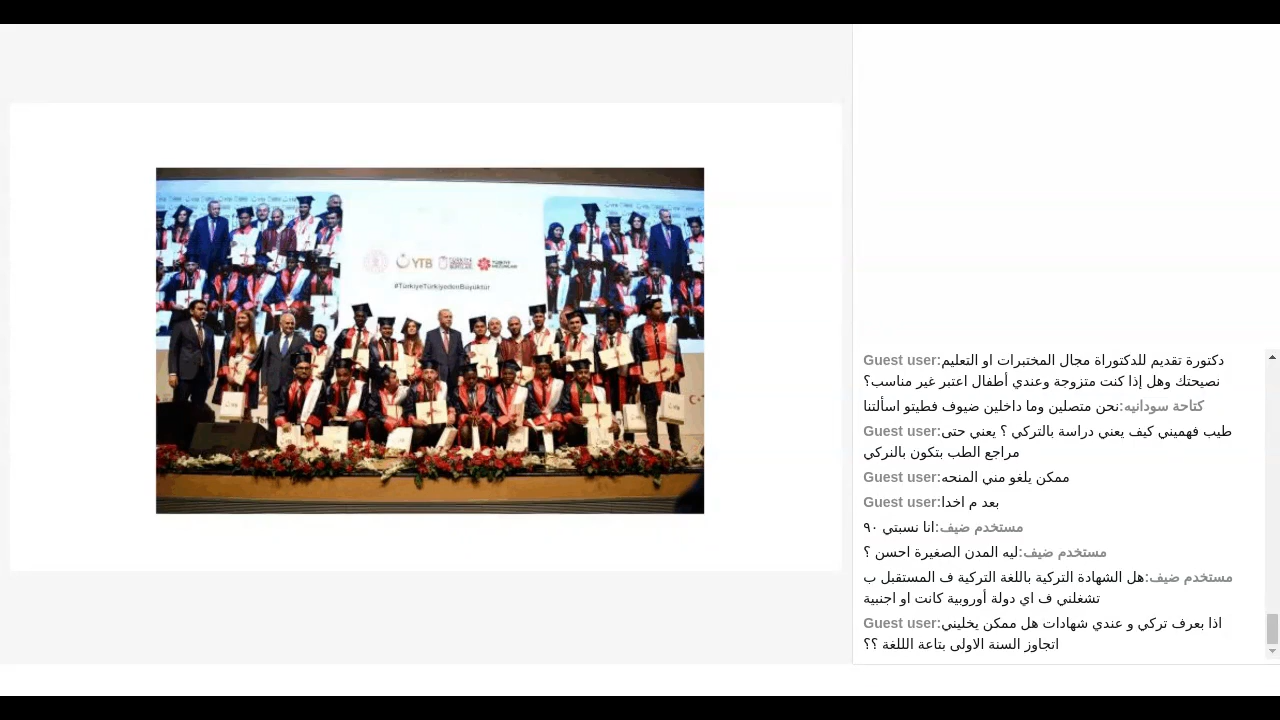 YTB
#TürkiyeTürkiyedenBüyüktür
Guest user:دكتورة تقديم للدكتوراة مجال المختبرات او التعليم
نصيحتك وهل إذا كنت متزوجة وعندي أطفال اعتبر غير مناسب؟
كتاحة سودانيه:نحن متصلين وما داخلين ضيوف فطيتو اسألتنا
Guest user:طيب فهميني كيف يعني دراسة بالتركي ؟ يعني حتى
مراجع الطب بتكون بالنركي
Guest user:ممكن يلغو مني المنحه
Guest user:بعد م اخدا
مستخدم ضيف:انا نسبتي ٩٠
مستخدم ضيف:ليه المدن الصغيرة احسن ؟
مستخدم ضيف:هل الشهادة التركية باللغة التركية ف المستقبل ب
تشغلني ف اي دولة أوروبية كانت او اجنبية
Guest user:اذا بعرف تركي و عندي شهادات هل ممكن يخليني
اتجاوز السنة الاولى بتاعة الللغة ؟؟